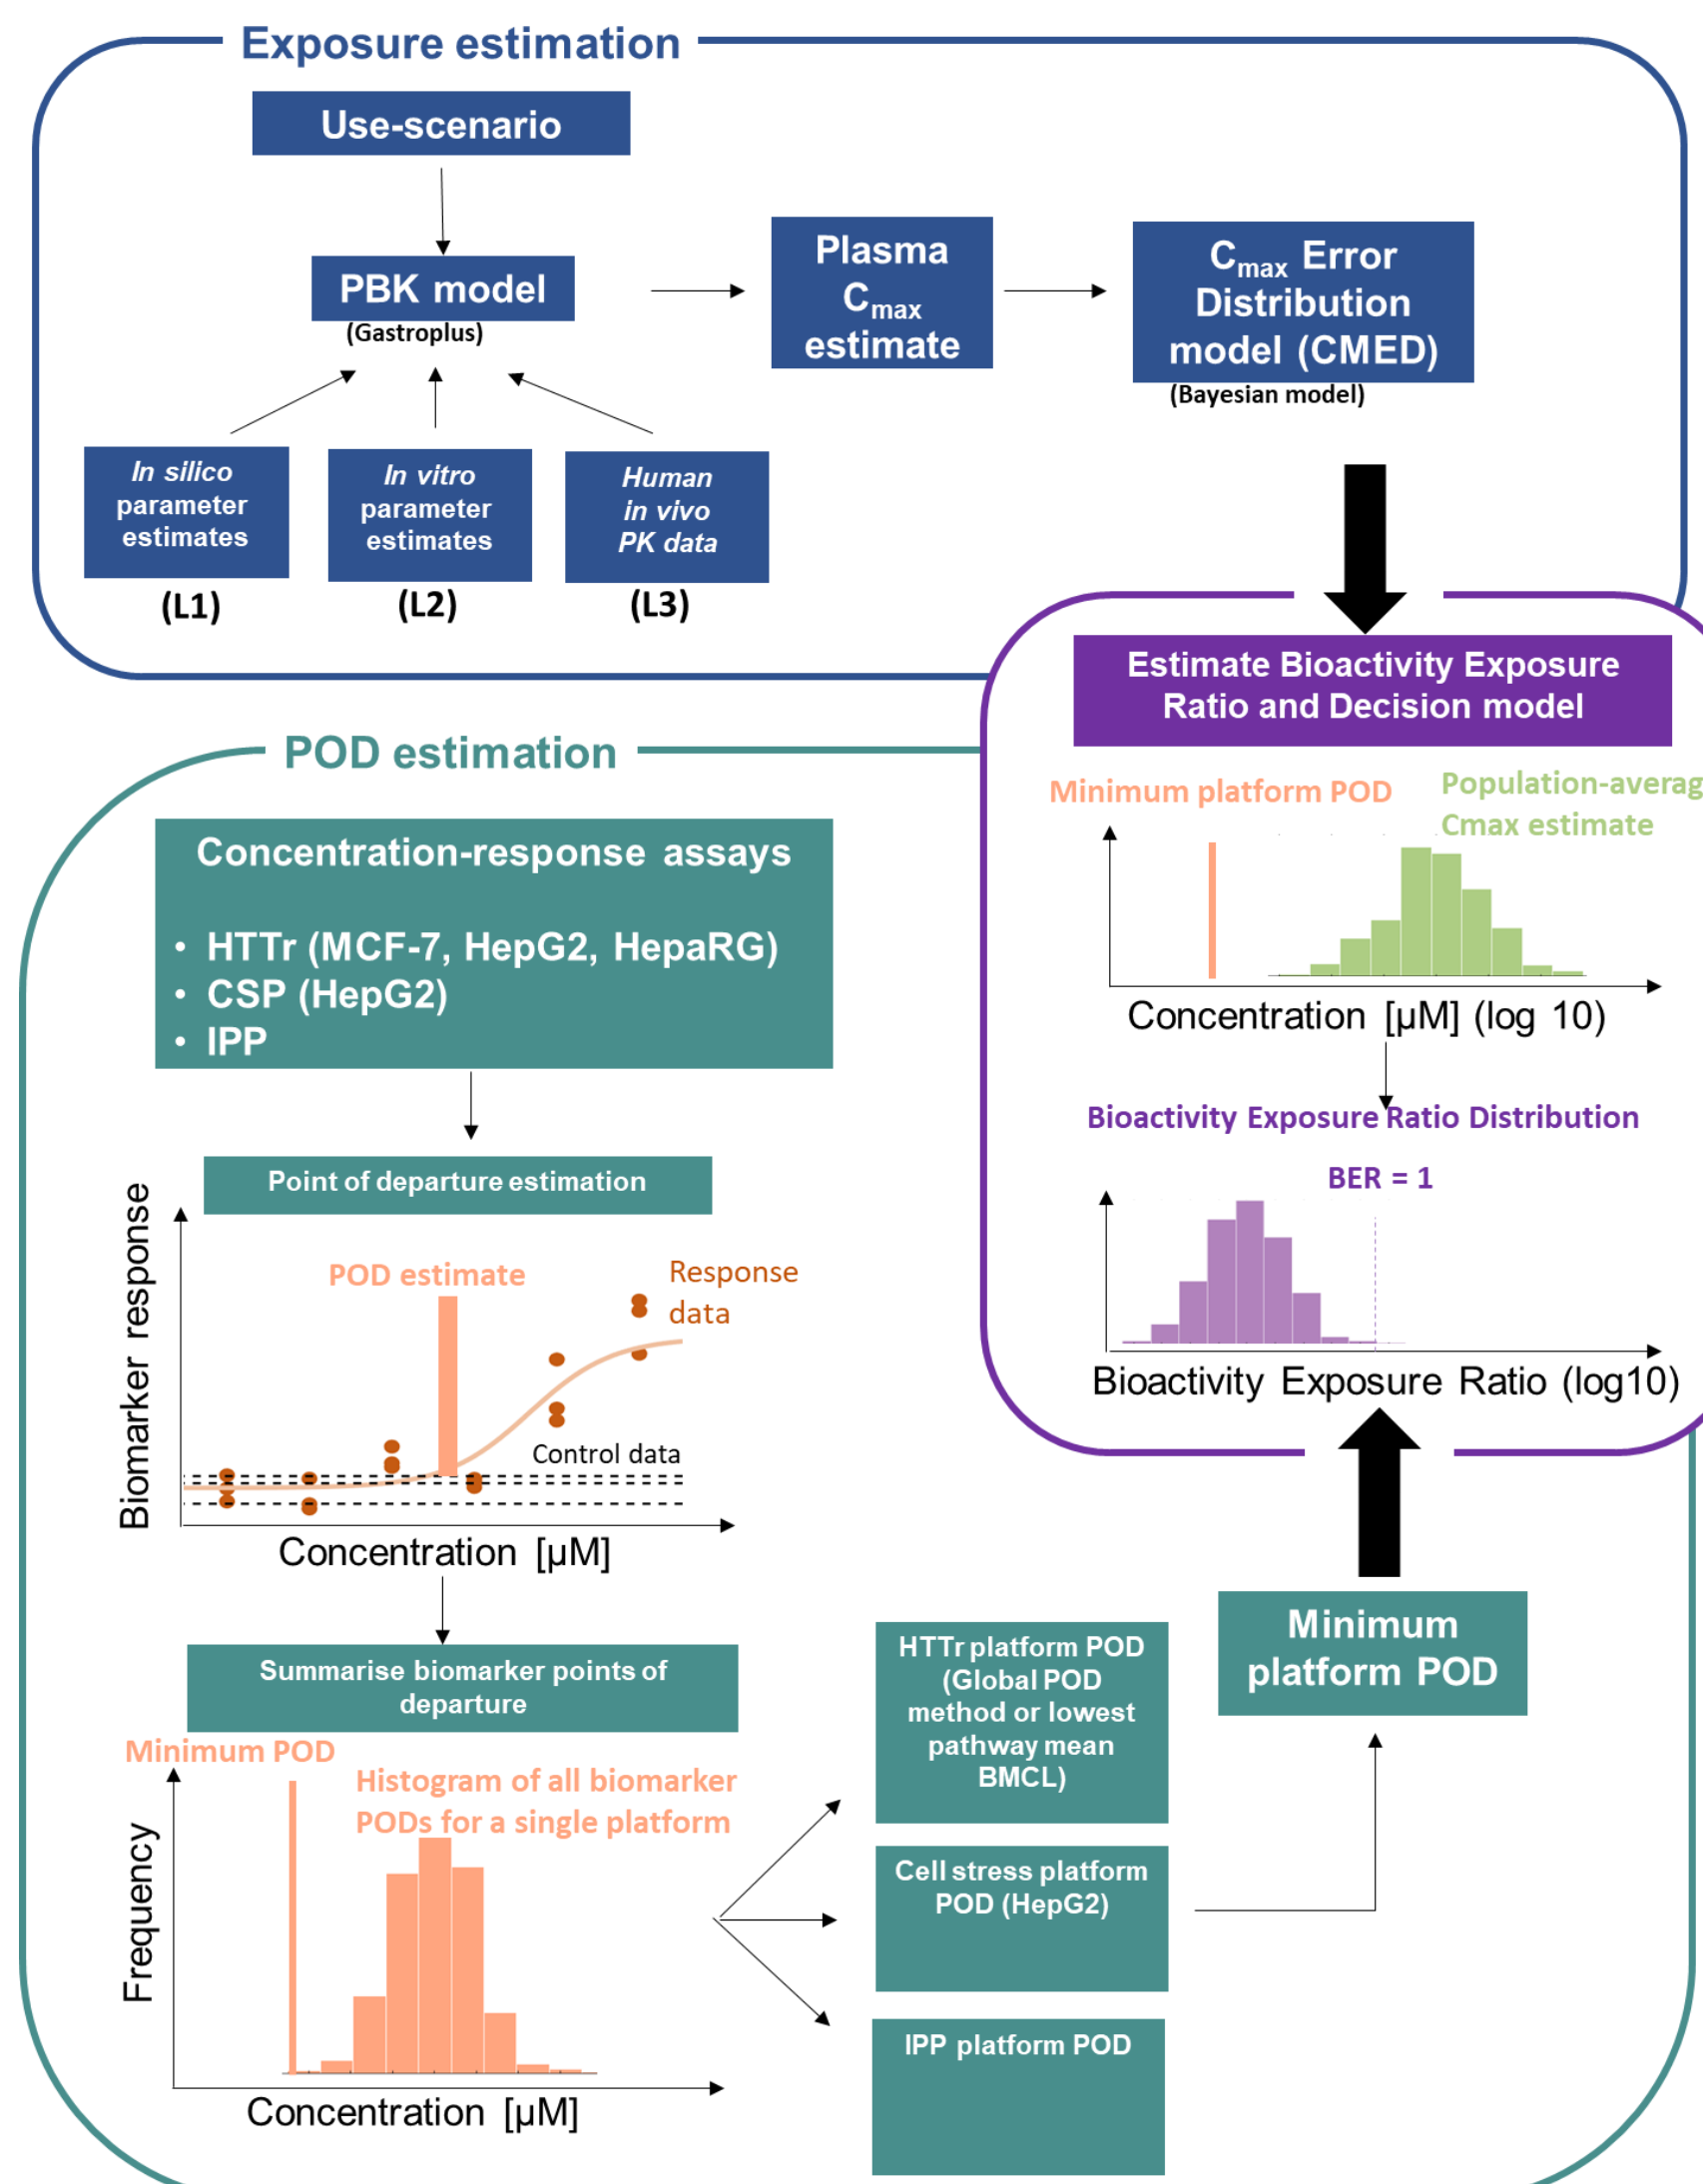 Exposure estimation
Use-scenario
PBK model
(Gastroplus)
Plasma
Cmax
estimate
Cmax Error
Distribution
model (CMED)
(Bayesian model)
In silico
parameter
estimates
(L1)
In vitro
parameter
estimates
(L2)
Human
in vivo
PK data
(L3)
Estimate Bioactivity Exposure
Ratio and Decision model
Minimum platform POD
Population-averag
Cmax estimate
Concentration [µM] (log 10)
Bioactivity Exposure Ratio Distribution
BER = 1
Bioactivity Exposure Ratio (log10)
POD estimation
Concentration-response assays
• HTTr (MCF-7, HepG2, HepaRG)
• CSP (HepG2)
• IPP
Point of departure estimation
Biomarker response
POD estimate
Response
data
Control data
Concentration [µM]
Summarise biomarker points of
departure
Minimum POD
Histogram of all biomarker
PODs for a single platform
Frequency
Concentration [µM]
HTTr platform POD
(Global POD
method or lowest
pathway mean
BMCL)
Cell stress platform
POD (HepG2)
IPP platform POD
Minimum
platform POD